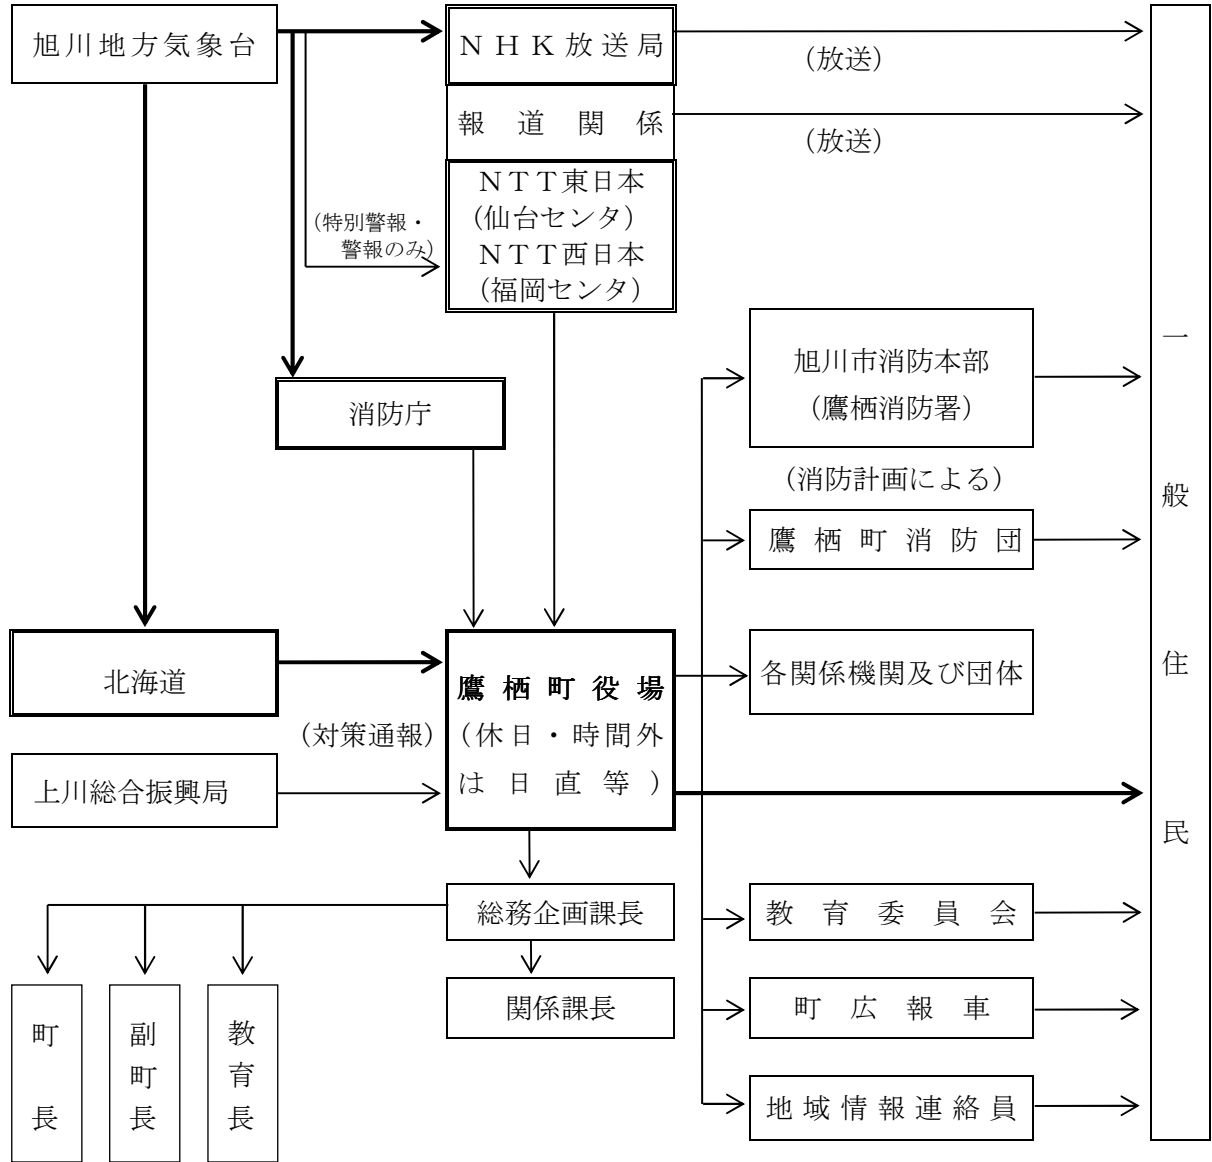 旭川地方気象台
ＮＨＫ放送局
（放送）
報道関係
（放送）
ＮＴＴ東日本
（仙台センタ）
ＮＴＴ西日本
（福岡センタ）
（特別警報・
警報のみ）
消防庁
旭川市消防本部
（鷹栖消防署）
（消防計画による）
鷹栖町消防団
北海道
鷹栖町役場
（休日・時間外
は日直等）
各関係機関及び団体
（対策通報）
上川総合振興局
総務企画課長
関係課長
町長
副町長
教育長
教育委員会
町広報車
地域情報連絡員
一般住民